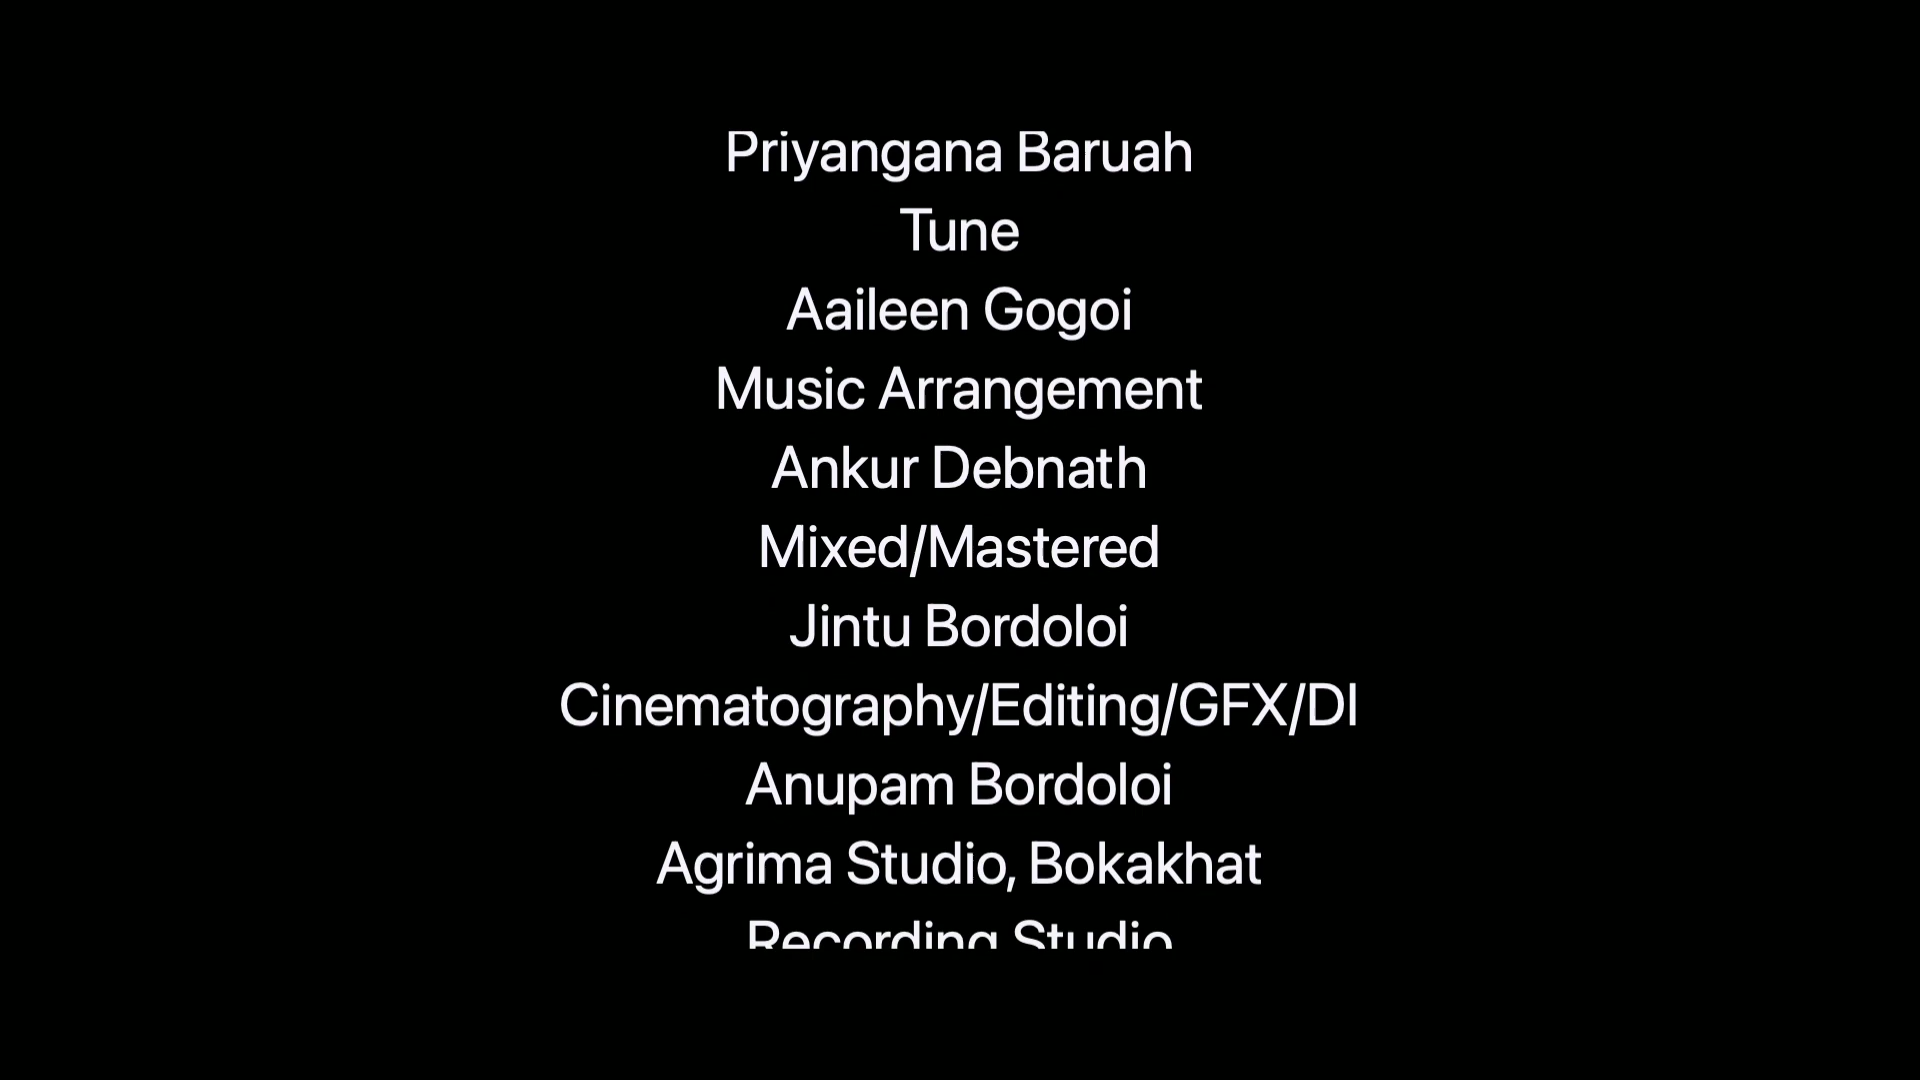 Priyangana Baruah
Tune
Aaileen Gogoi
Music Arrangement
Ankur Debnath
Mixed/Mastered
Jintu Bordoloi
Cinematography/Editing/GFX/DI
Anupam Bordoloi
Agrima Studio, Bokakhat
Recording Studio